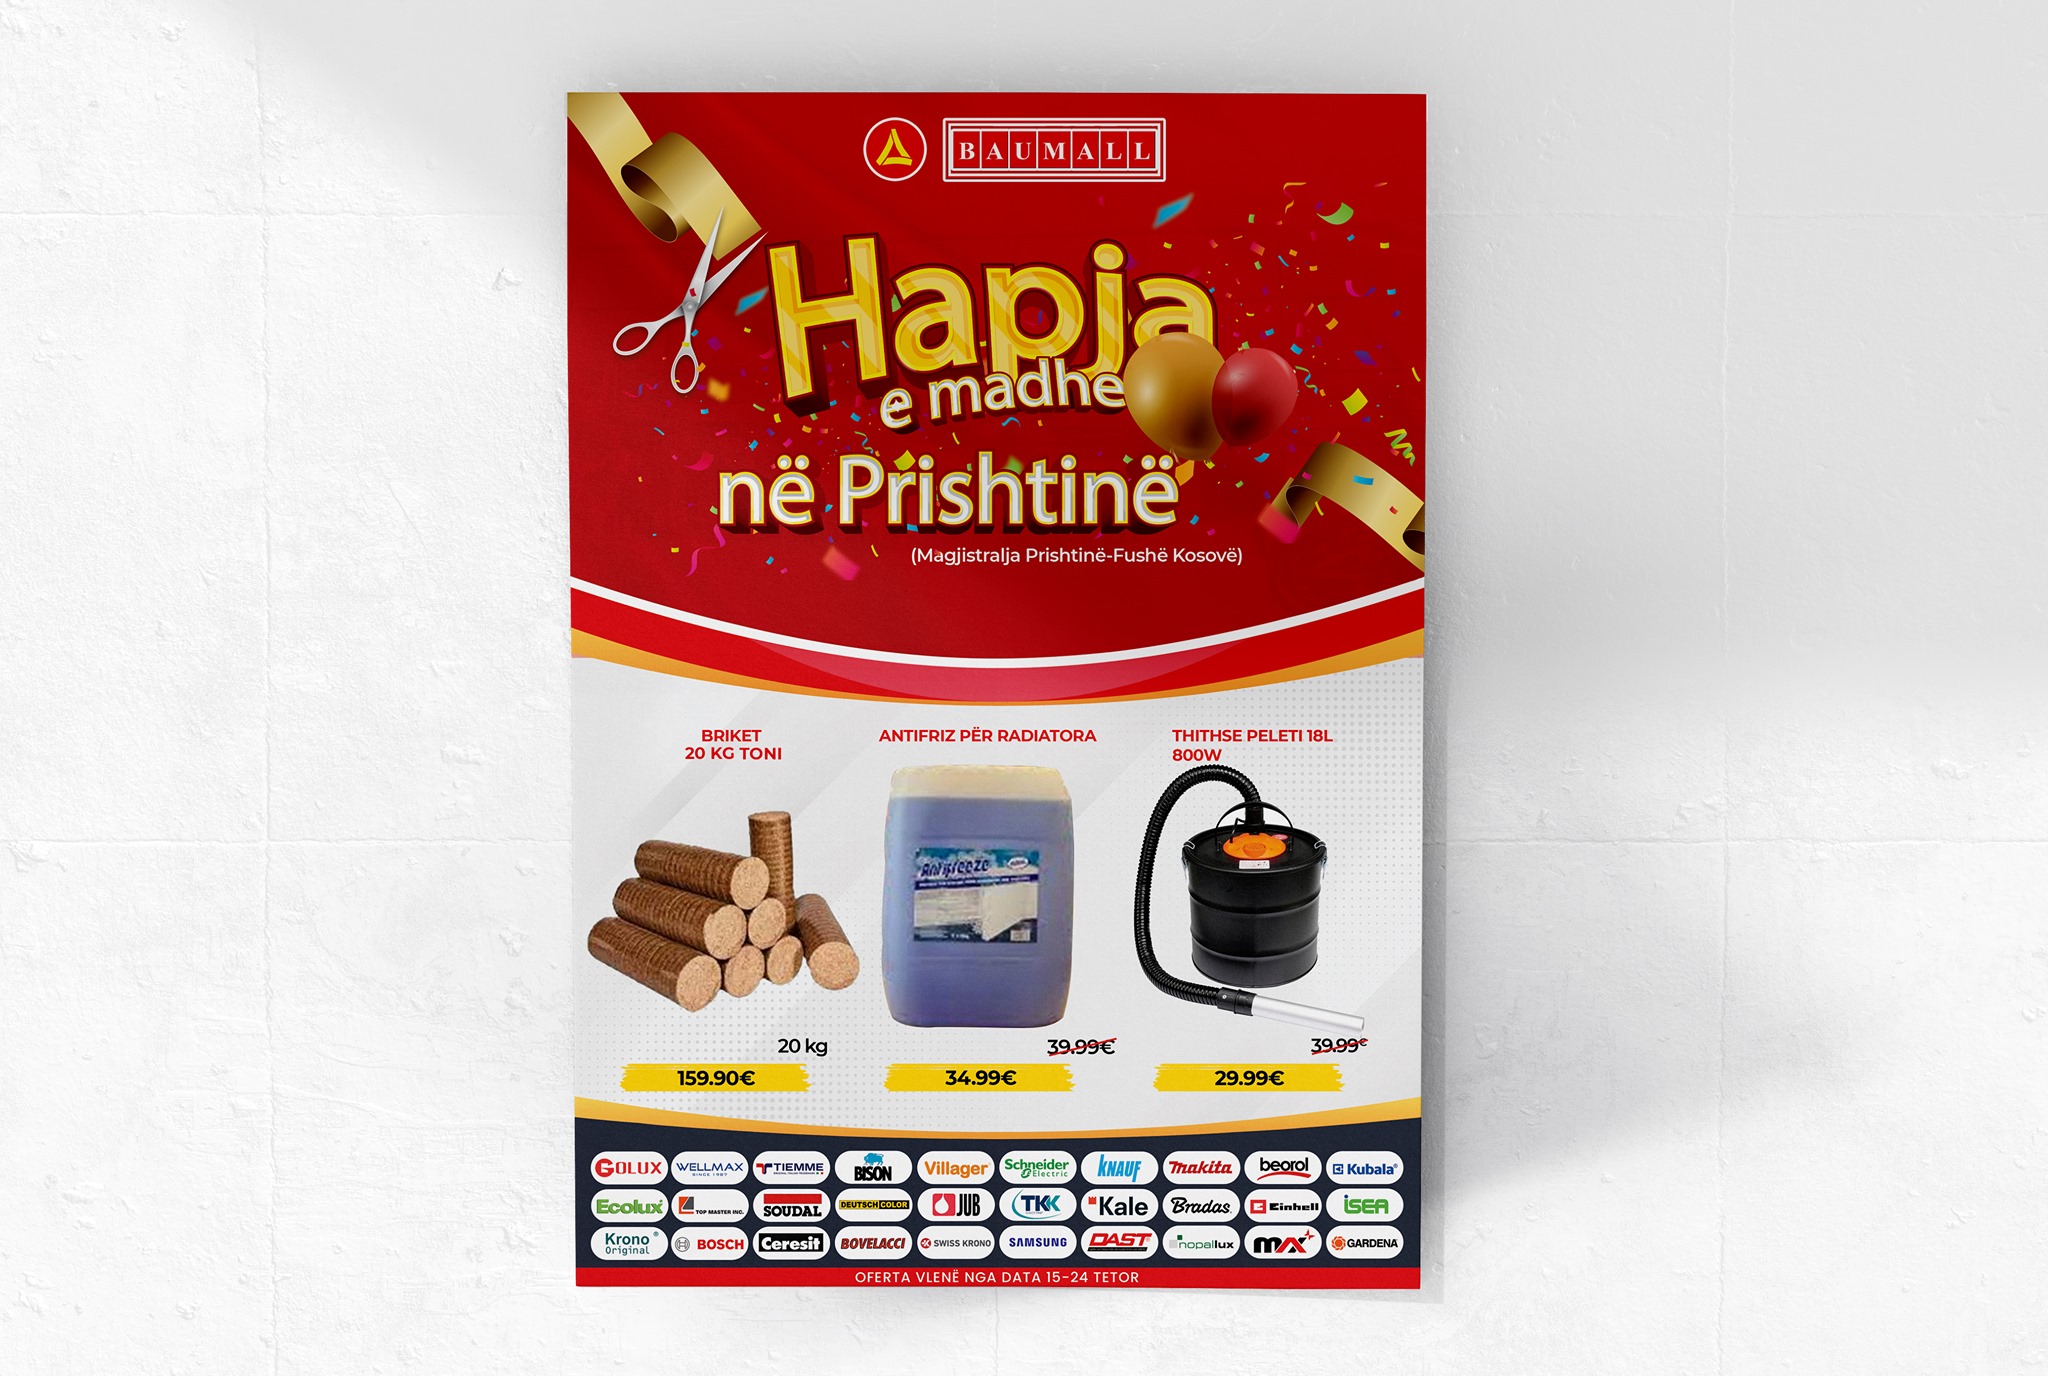 BAUMALL
Hapja
e madhe
në Prishtinë
(Magjistralja Prishtinë-Fushë Kosovë)
BRIKET
20 KG TONI
ANTIFRIZ PËR RADIATORA
THITHSE PELETI 18L
800W
Antifreeze
20 kg
39.99€
39.99€
159.90€
34.99€
29.99€
GOLUX WELLMAX SINCE 1987 TIEMME BISON Villager Schneider Electric KNAUF makita beorol Kubala®
Ecolux TOP MASTER INC. SOUDAL DEUTSCH COLOR JUB TKK Kale Bradas Einhell iSEA
Krono Original® BOSCH Ceresit BOVELACCI SWISS KRONO SAMSUNG DAST nopallux MAX GARDENA
OFERTA VLENË NGA DATA 15-24 TETOR